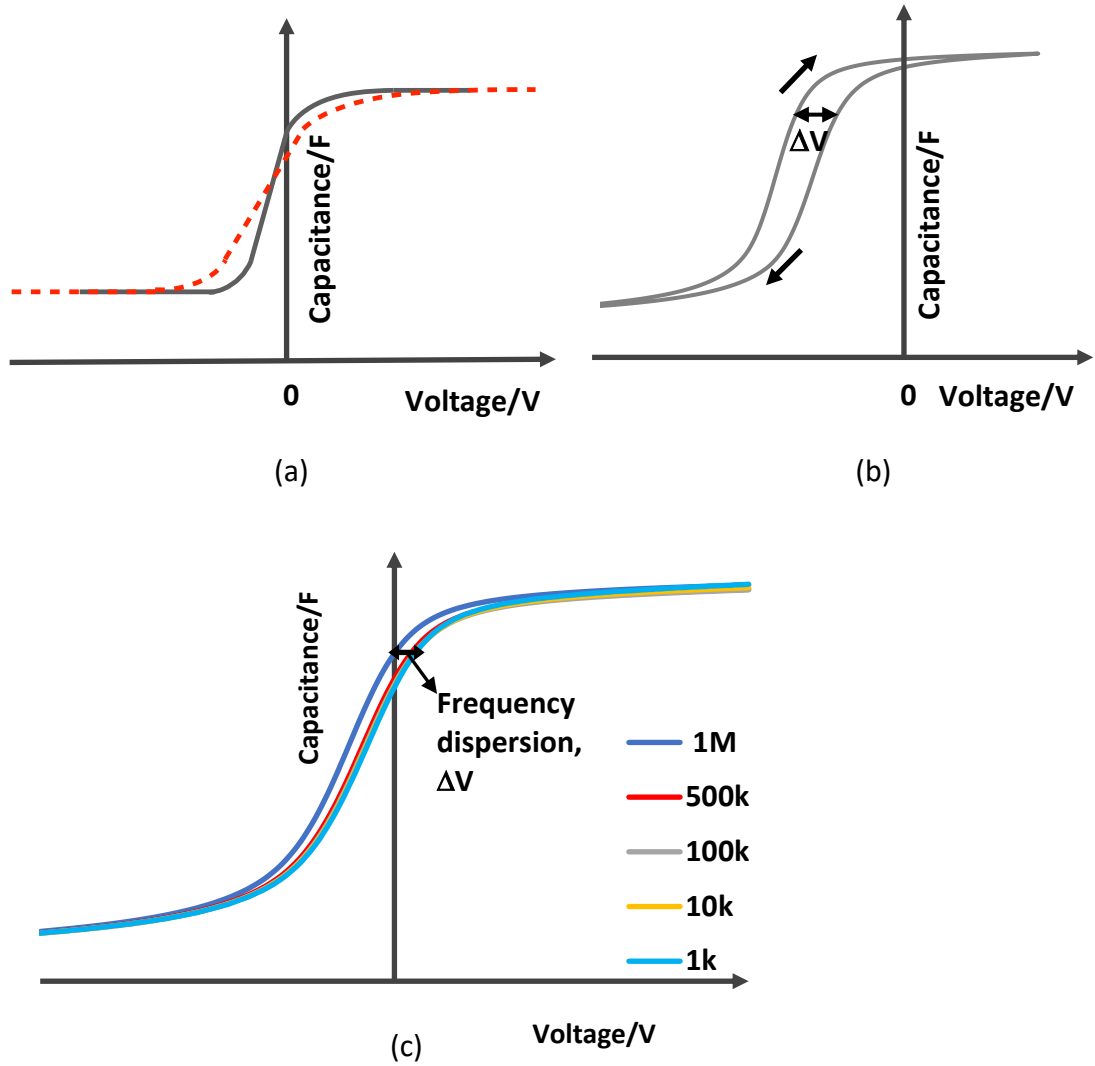 Capacitance/F
0
Voltage/V
(a)
ΔV
Capacitance/F
0
Voltage/V
(b)
Capacitance/F
Frequency
dispersion,
ΔV
1M
500k
100k
10k
1k
Voltage/V
(c)